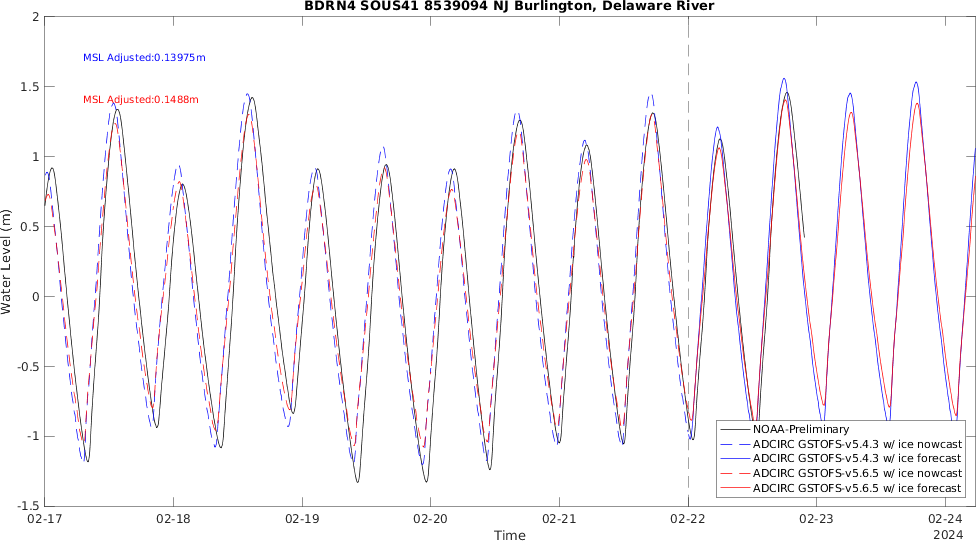 BDRN4 SOUS41 8539094 NJ Burlington, Delaware River
2
1.5
1
0.5
0
-0.5
-1
-1.5
Water Level (m)
MSL Adjusted:0.13975m
MSL Adjusted:0.1488m
NOAA-Preliminary
ADCIRC GSTOFS-v5.4.3 w/ ice nowcast
ADCIRC GSTOFS-v5.4.3 w/ ice forecast
ADCIRC GSTOFS-v5.6.5 w/ ice nowcast
ADCIRC GSTOFS-v5.6.5 w/ ice forecast
02-17 02-18 02-19 02-20 02-21 02-22 02-23 02-24
2024
Time